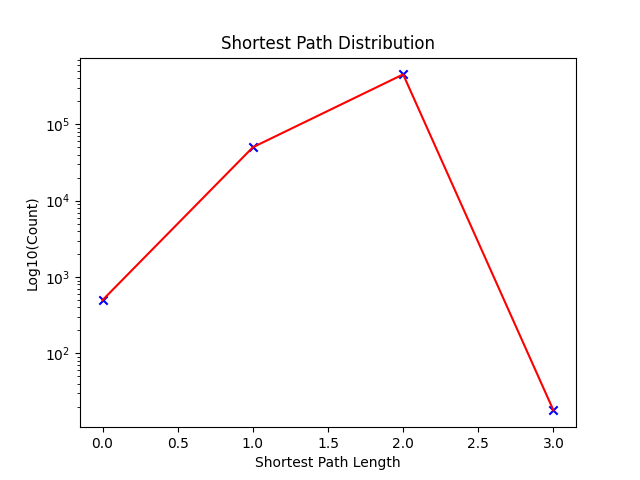 Shortest Path Distribution
Log10(Count)
10^5
10^4
10^3
10^2
0.0 0.5 1.0 1.5 2.0 2.5 3.0
Shortest Path Length